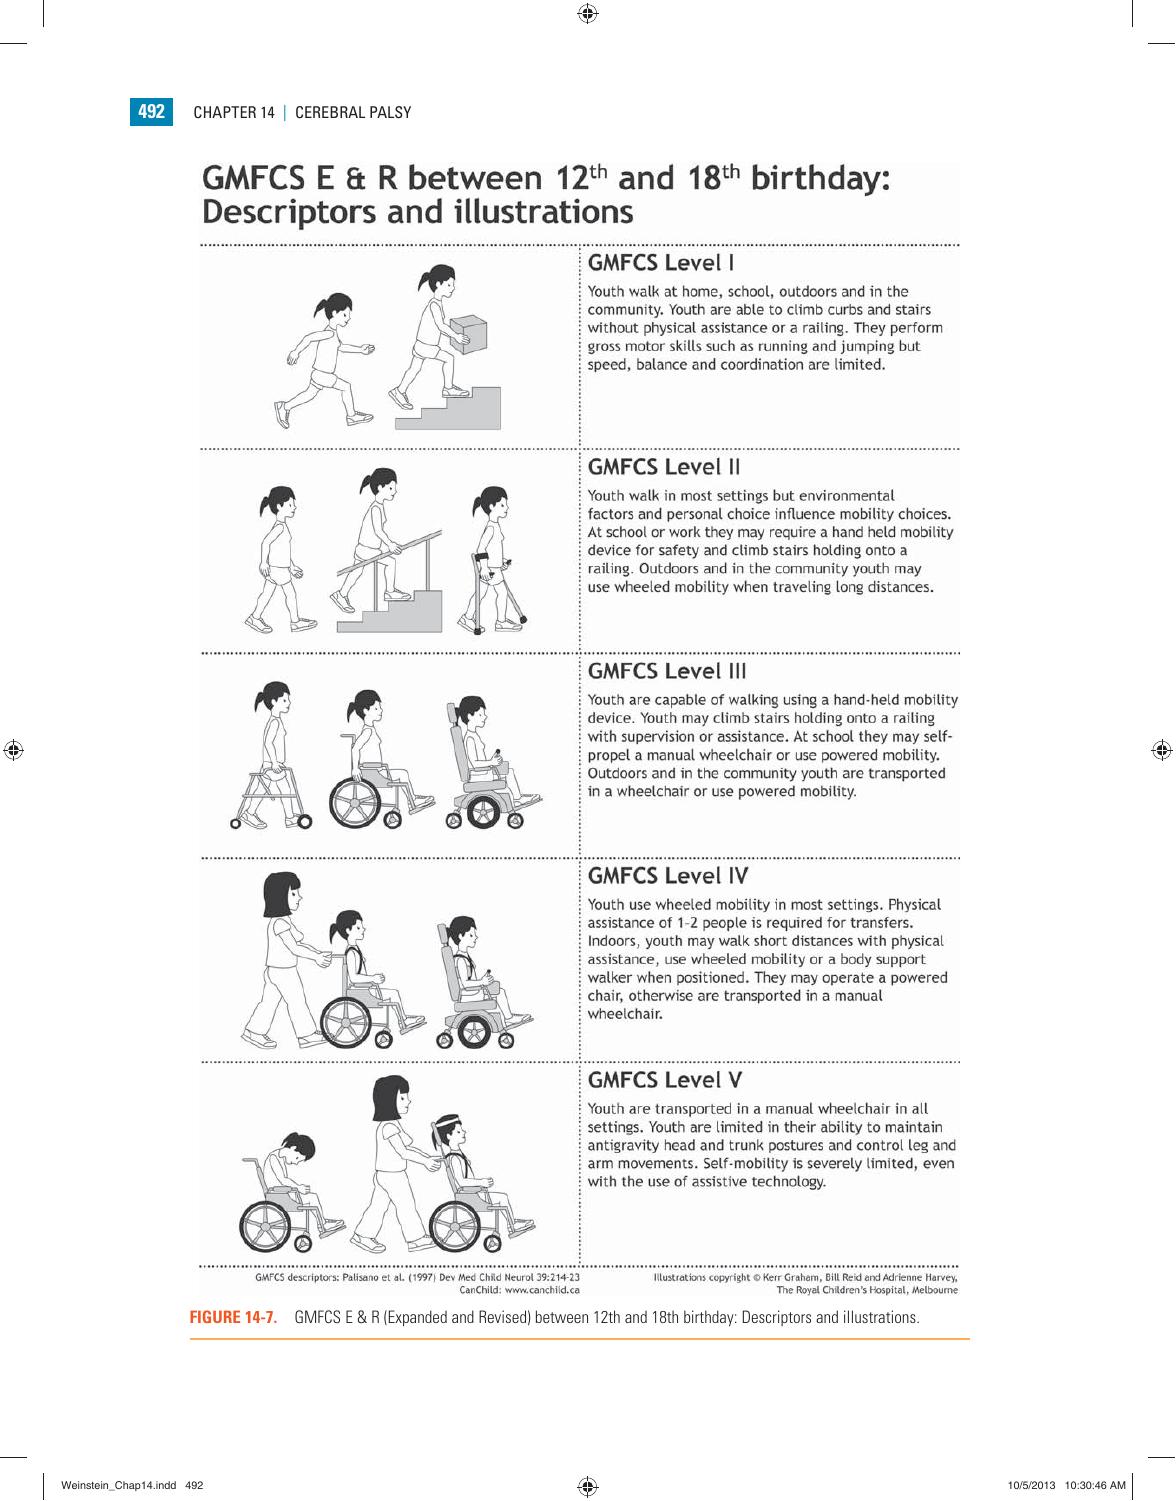 492 CHAPTER 14 | CEREBRAL PALSY
GMFCS E & R between 12th and 18th birthday:
Descriptors and illustrations
GMFCS Level I
Youth walk at home, school, outdoors and in the
community. Youth are able to climb curbs and stairs
without physical assistance or a railing. They perform
gross motor skills such as running and jumping but
speed, balance and coordination are limited.
GMFCS Level II
Youth walk in most settings but environmental
factors and personal choice influence mobility choices.
At school or work they may require a hand held mobility
device for safety and climb stairs holding onto a
railing. Outdoors and in the community youth may
use wheeled mobility when traveling long distances.
GMFCS Level III
Youth are capable of walking using a hand-held mobility
device. Youth may climb stairs holding onto a railing
with supervision or assistance. At school they may self-
propel a manual wheelchair or use powered mobility.
Outdoors and in the community youth are transported
in a wheelchair or use powered mobility.
GMFCS Level IV
Youth use wheeled mobility in most settings. Physical
assistance of 1-2 people is required for transfers.
Indoors, youth may walk short distances with physical
assistance, use wheeled mobility or a body support
walker when positioned. They may operate a powered
chair, otherwise are transported in a manual
wheelchair.
GMFCS Level V
Youth are transported in a manual wheelchair in all
settings. Youth are limited in their ability to maintain
antigravity head and trunk postures and control leg and
arm movements. Self-mobility is severely limited, even
with the use of assistive technology.
GMFCS descriptors: Palisano et al. (1997) Dev Med Child Neurol 39:214-23
CanChild: www.canchild.ca
Illustrations copyright © Kerr Graham, Bill Reid and Adrienne Harvey,
The Royal Children's Hospital, Melbourne
FIGURE 14-7. GMFCS E & R (Expanded and Revised) between 12th and 18th birthday: Descriptors and illustrations.
Weinstein_Chap14.indd 492
10/5/2013 10:30:46 AM